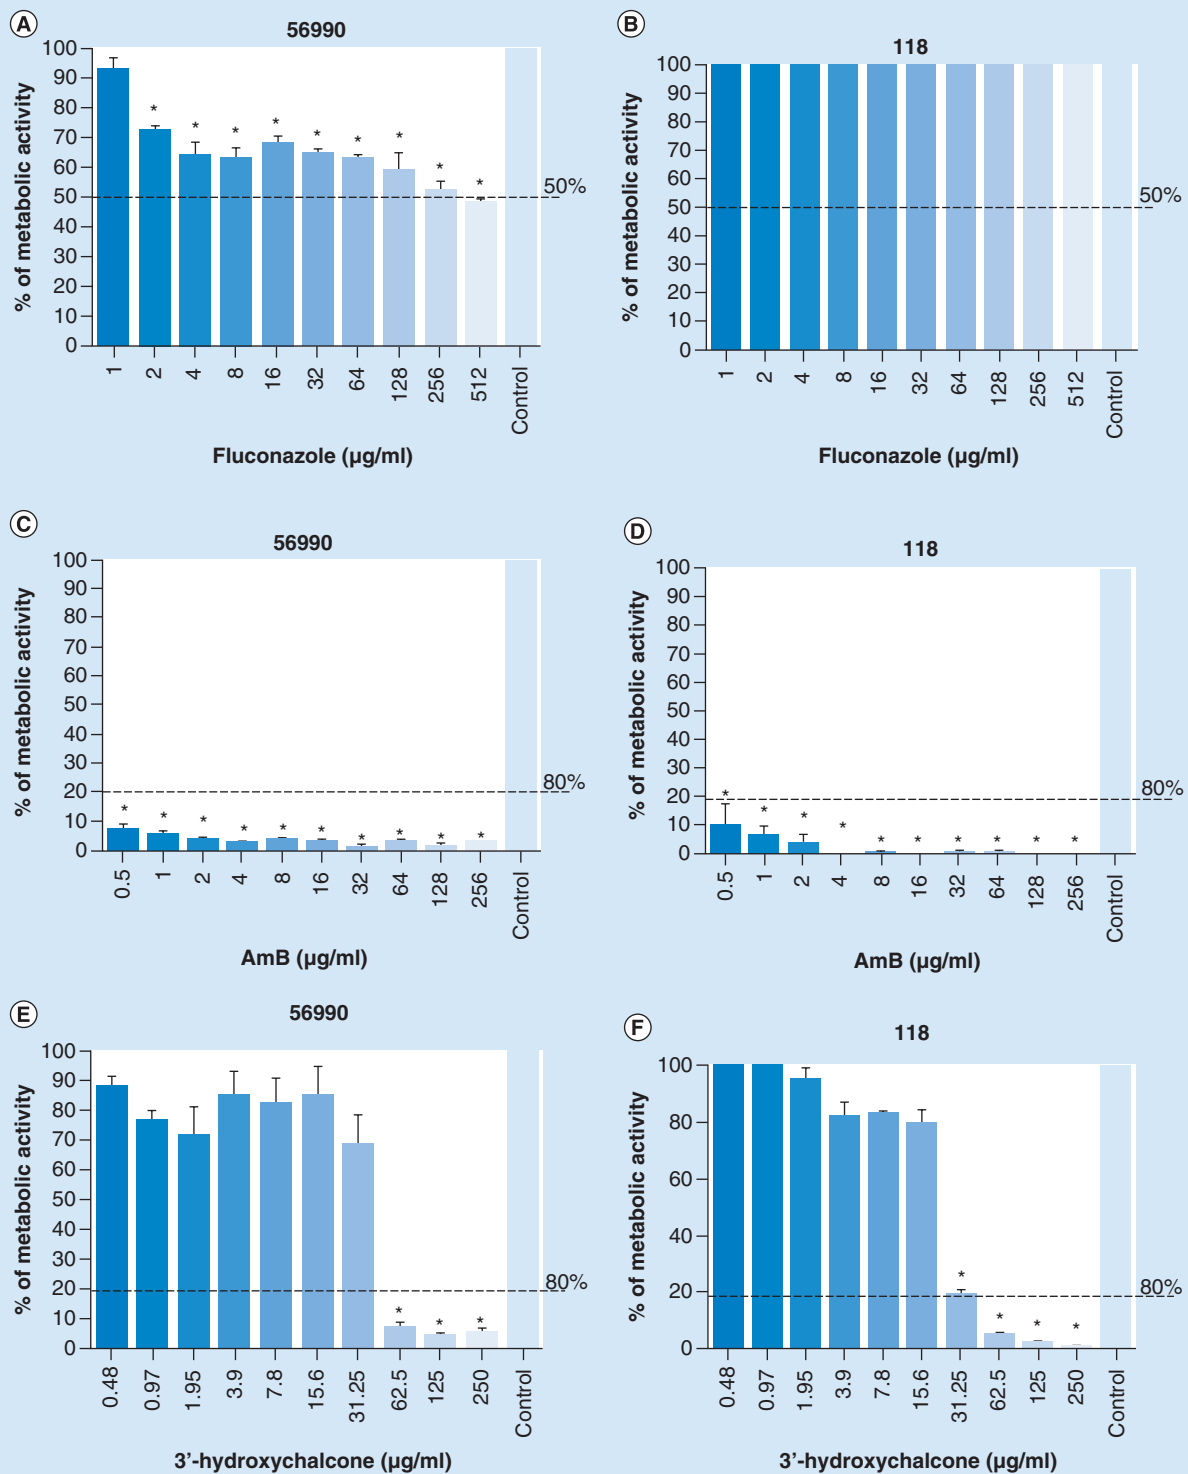 A
56990
% of metabolic activity
100
90
80
70
60
50
40
30
20
10
0
* * * * * * * * *
50%
1 2 4 8 16 32 64 128 256 512 Control
Fluconazole (µg/ml)
B
118
% of metabolic activity
100
90
80
70
60
50
40
30
20
10
0
50%
1 2 4 8 16 32 64 128 256 512 Control
Fluconazole (µg/ml)
C
56990
% of metabolic activity
100
90
80
70
60
50
40
30
20
10
0
80%
* * * * * * * * * *
0.5 1 2 4 8 16 32 64 128 256 Control
AmB (µg/ml)
D
118
% of metabolic activity
100
90
80
70
60
50
40
30
20
10
0
80%
* * * * * * * * * *
0.5 1 2 4 8 16 32 64 128 256 Control
AmB (µg/ml)
E
56990
% of metabolic activity
100
90
80
70
60
50
40
30
20
10
0
80%
* * *
0.48 0.97 1.95 3.9 7.8 15.6 31.25 62.5 125 250 Control
3’-hydroxychalcone (µg/ml)
F
118
% of metabolic activity
100
80
60
40
20
0
80%
* * * *
0.48 0.97 1.95 3.9 7.8 15.6 31.25 62.5 125 250 Control
3’-hydroxychalcone (µg/ml)